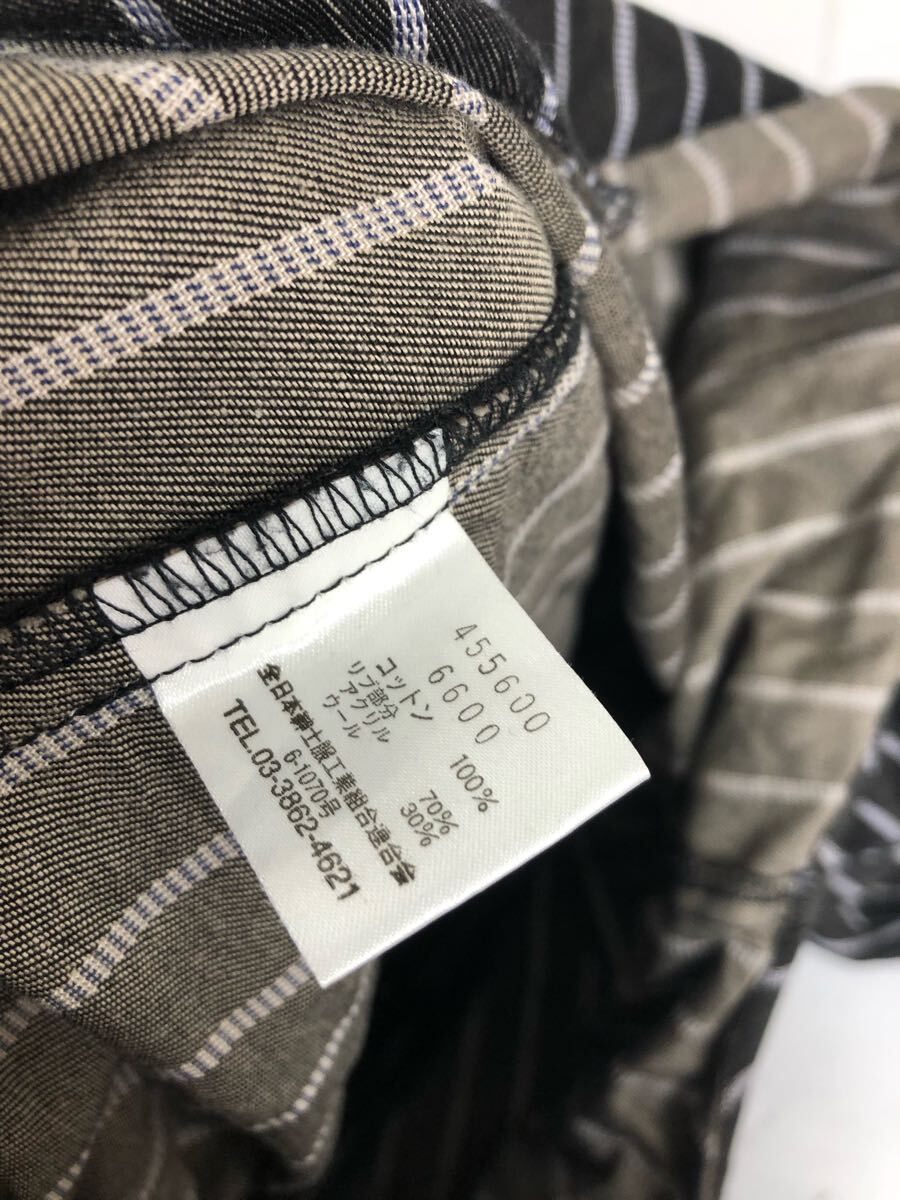 455600
6600
コットン 100%
リブ部分
アクリル 70%
ウール 30%
全日本紳士服工業組合連合会
6-1070号
TEL.03-3862-4621